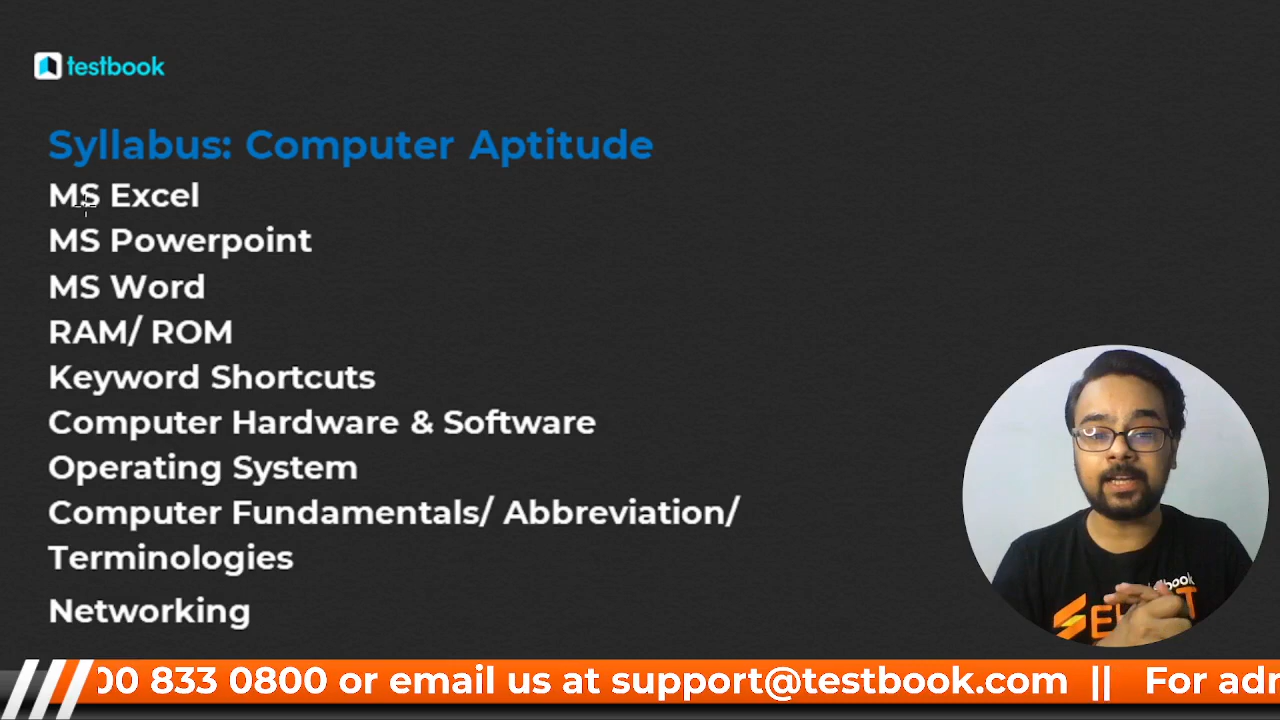 testbook
Syllabus: Computer Aptitude
MS Excel
MS Powerpoint
MS Word
RAM/ ROM
Keyword Shortcuts
Computer Hardware & Software
Operating System
Computer Fundamentals/ Abbreviation/
Terminologies
Networking
00 833 0800 or email us at support@testbook.com || For